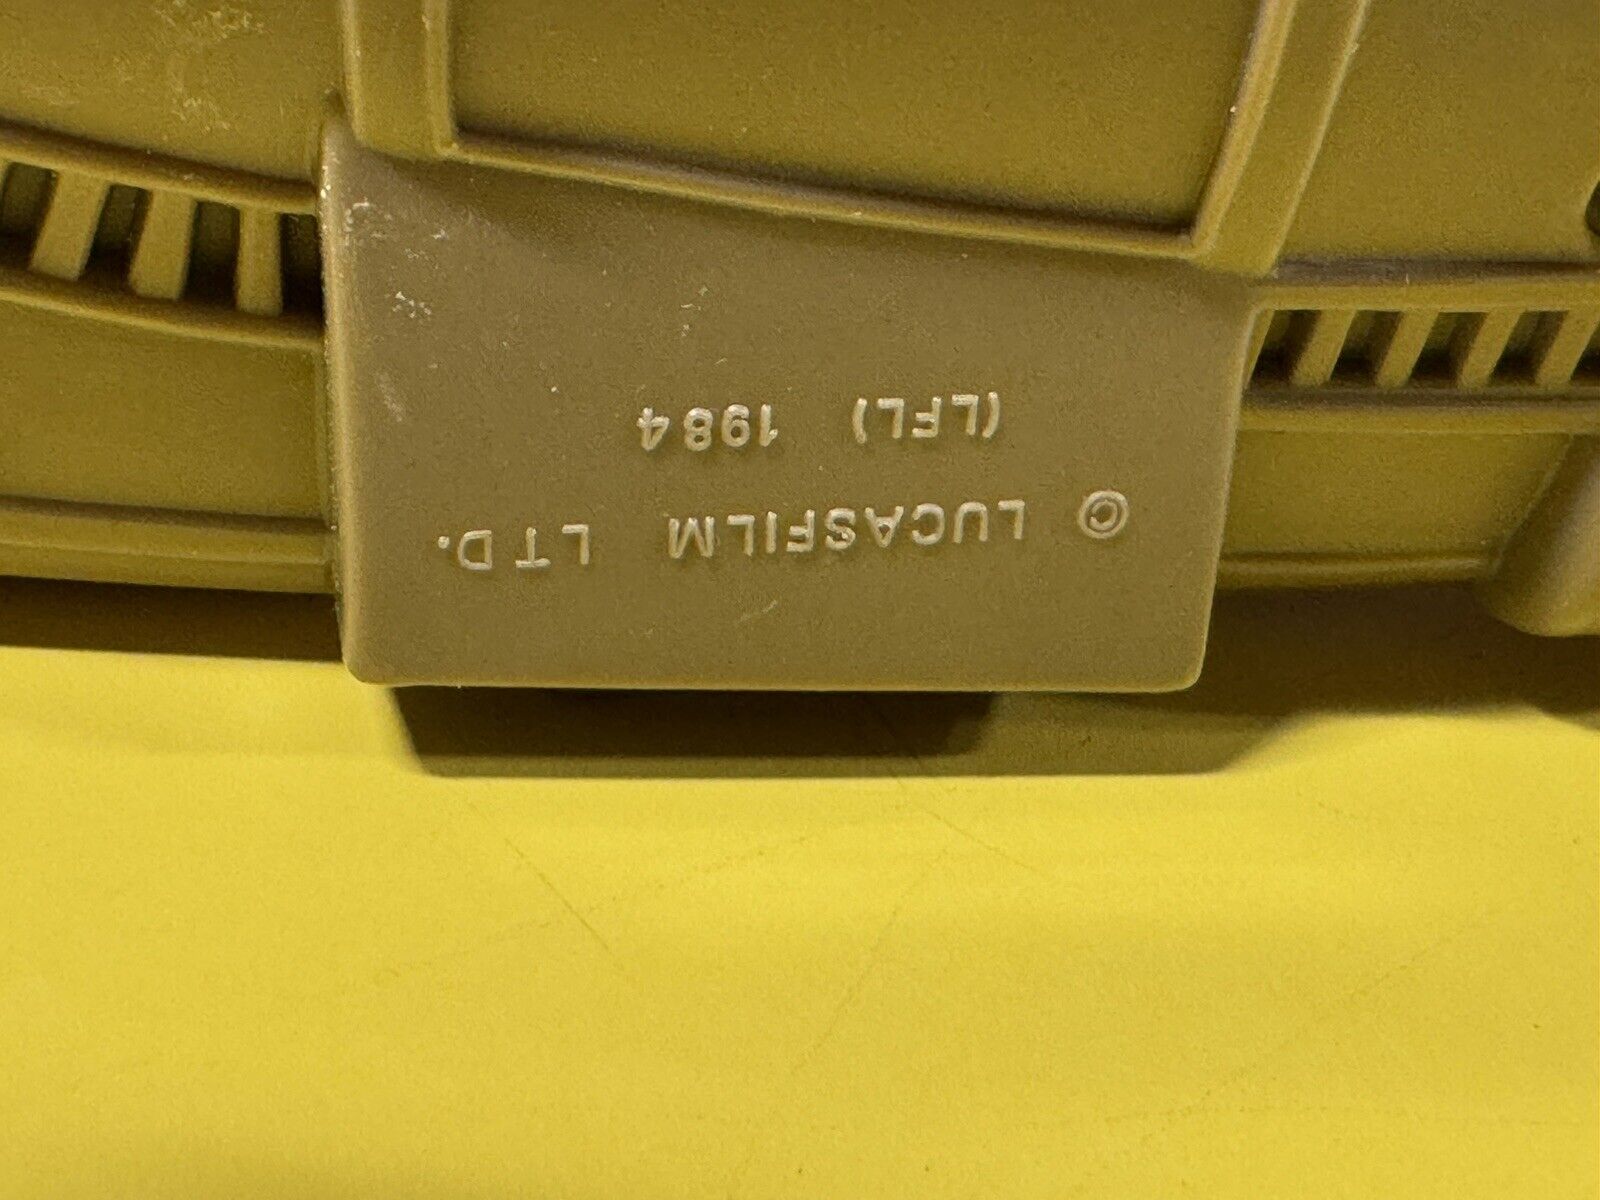 © LUCASFILM LTD.
(LFL) 1984